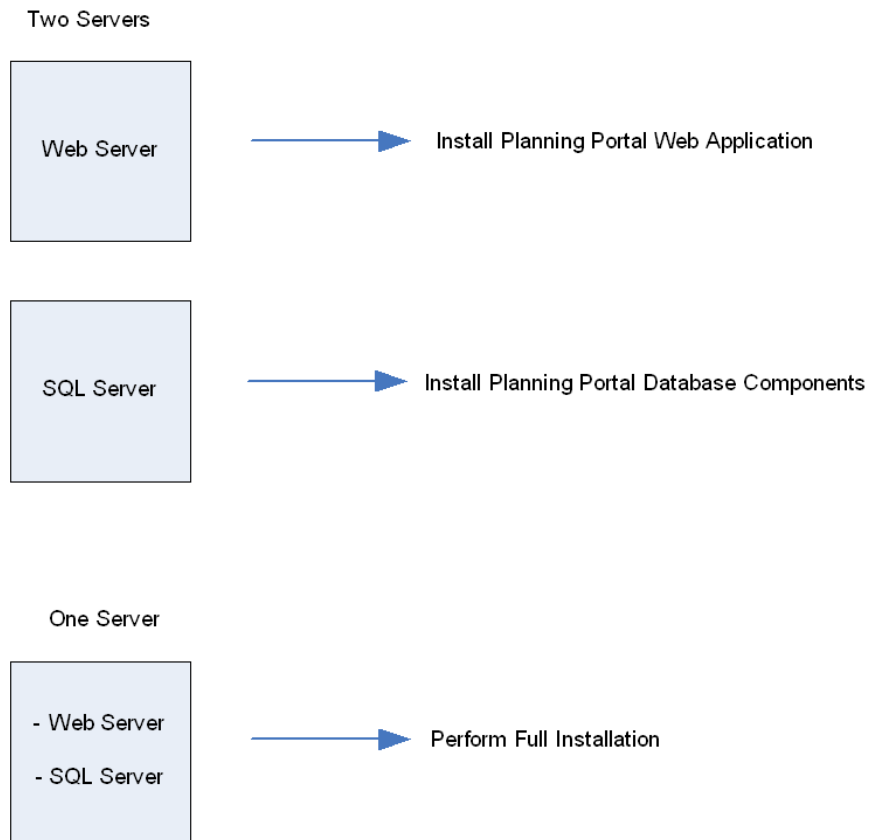 Two Servers
Web Server
Install Planning Portal Web Application
SQL Server
Install Planning Portal Database Components
One Server
- Web Server
- SQL Server
Perform Full Installation